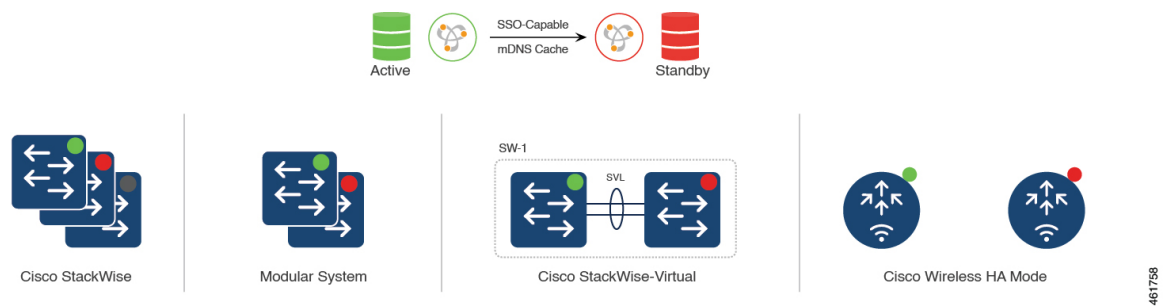 SSO-Capable
mDNS Cache
Active
Standby
SW-1
SVL
Cisco StackWise
Modular System
Cisco StackWise-Virtual
Cisco Wireless HA Mode
461758